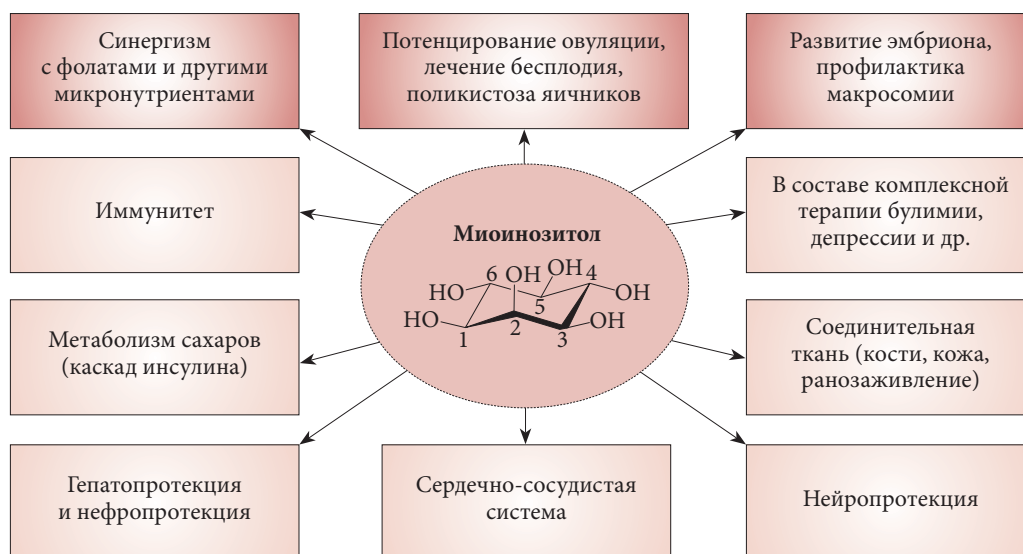 Синергизм
с фолатами и другими
микронутриентами
Потенцирование овуляции,
лечение бесплодия,
поликистоза яичников
Развитие эмбриона,
профилактика
макросомии
Иммунитет
Миоинозитол
6 OH OH 4
HO 5 OH
HO OH
1 2 3
В составе комплексной
терапии булимии,
депрессии и др.
Метаболизм сахаров
(каскад инсулина)
Соединительная
ткань (кости, кожа,
ранозаживление)
Гепатопротекция
и нефропротекция
Сердечно-сосудистая
система
Нейропротекция